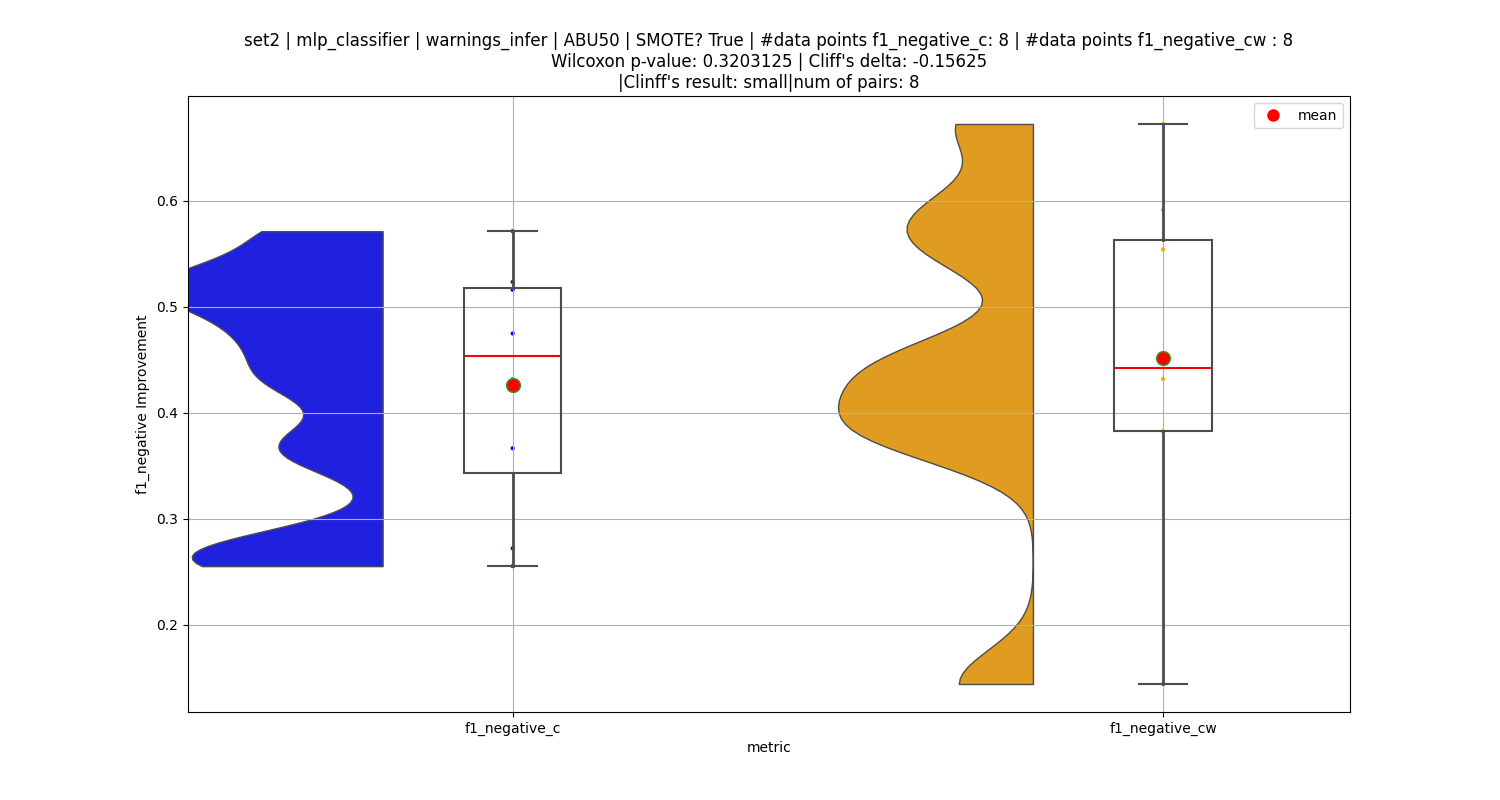 set2 | mlp_classifier | warnings_infer | ABU50 | SMOTE? True | #data points f1_negative_c: 8 | #data points f1_negative_cw : 8
Wilcoxon p-value: 0.3203125 | Cliff's delta: -0.15625
|Clinff's result: small|num of pairs: 8
mean
0.6
0.5
0.4
0.3
0.2
f1_negative Improvement
f1_negative_c
f1_negative_cw
metric